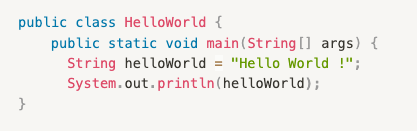 public class HelloWorld {
    public static void main(String[] args) {
      String helloWorld = "Hello World !";
      System.out.println(helloWorld);
}